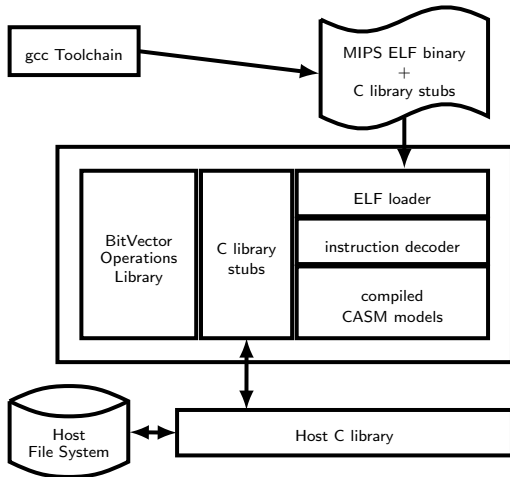 gcc Toolchain
MIPS ELF binary
+
C library stubs
BitVector
Operations
Library
C library
stubs
ELF loader
instruction decoder
compiled
CASM models
Host
File System
Host C library